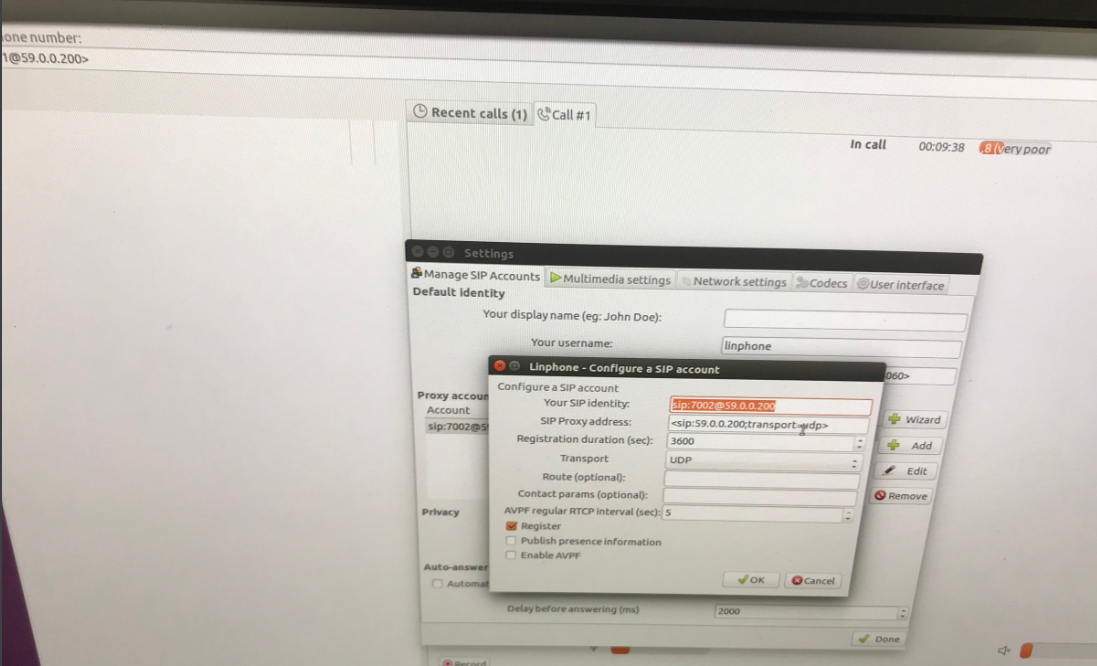 one number:
1@59.0.0.200>
Recent calls (1) Call #1
In call 00:09:38 .8 (Very poor
Settings
Manage SIP Accounts Multimedia settings Network settings Codecs User interface
Default identity
Your display name (eg: John Doe):
Your username: linphone
060>
Linphone - Configure a SIP account
Configure a SIP account
Your SIP identity: sip:7002@59.0.0.200
SIP Proxy address: <sip:59.0.0.200;transport=udp>
Registration duration (sec): 3600
Transport UDP
Route (optional):
Contact params (optional):
AVPF regular RTCP interval (sec): 5
Register
Publish presence information
Enable AVPF
OK Cancel
Proxy accoun
Account
sip:7002@59
Wizard
Add
Edit
Remove
Privacy
Auto-answer
Automat
Delay before answering (ms) 2000
Done
Record